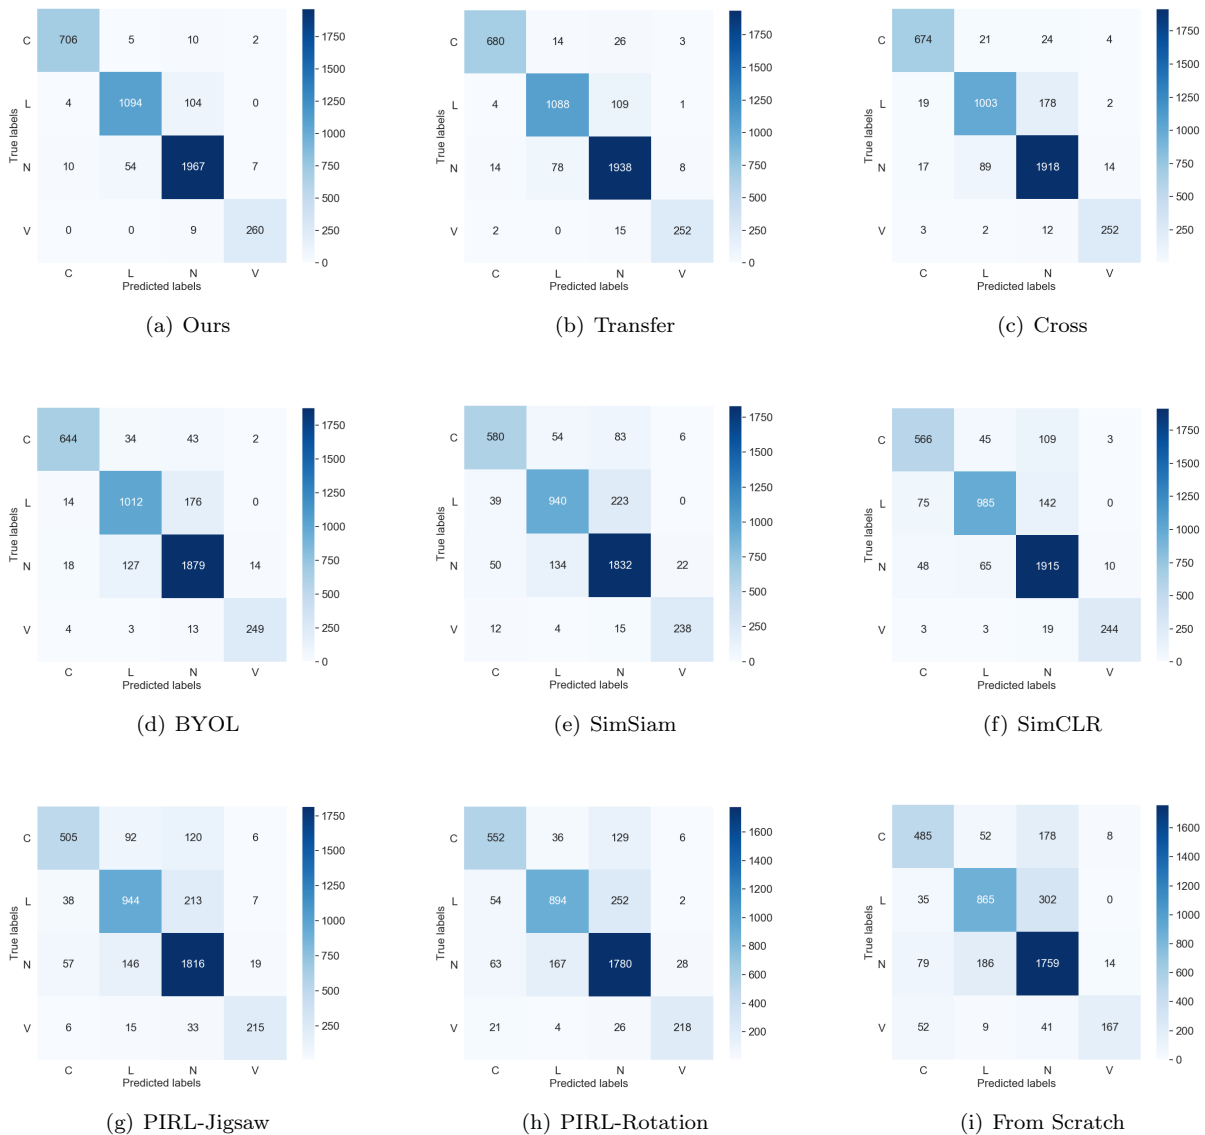 C 706 5 10 2
L 4 1094 104 0
N 10 54 1967 7
V 0 0 9 260
C L N V
Predicted labels
True labels
1750
1500
1250
1000
750
500
250
0
(a) Ours
C 680 14 26 3
L 4 1088 109 1
N 14 78 1938 8
V 2 0 15 252
C L N V
Predicted labels
True labels
1750
1500
1250
1000
750
500
250
0
(b) Transfer
C 674 21 24 4
L 19 1003 178 2
N 17 89 1918 14
V 3 2 12 252
C L N V
Predicted labels
True labels
1750
1500
1250
1000
750
500
250
(c) Cross
C 644 34 43 2
L 14 1012 176 0
N 18 127 1879 14
V 4 3 13 249
C L N V
Predicted labels
True labels
1750
1500
1250
1000
750
500
250
0
(d) BYOL
C 580 54 83 6
L 39 940 223 0
N 50 134 1832 22
V 12 4 15 238
C L N V
Predicted labels
True labels
1750
1500
1250
1000
750
500
250
0
(e) SimSiam
C 566 45 109 3
L 75 985 142 0
N 48 65 1915 10
V 3 3 19 244
C L N V
Predicted labels
True labels
1750
1500
1250
1000
750
500
250
0
(f) SimCLR
C 505 92 120 6
L 38 944 213 7
N 57 146 1816 19
V 6 15 33 215
C L N V
Predicted labels
True labels
1750
1500
1250
1000
750
500
250
(g) PIRL-Jigsaw
C 552 36 129 6
L 54 894 252 2
N 63 167 1780 28
V 21 4 26 218
C L N V
Predicted labels
True labels
1600
1400
1200
1000
800
600
400
200
(h) PIRL-Rotation
C 485 52 178 8
L 35 865 302 0
N 79 186 1759 14
V 52 9 41 167
C L N V
Predicted labels
True labels
1600
1400
1200
1000
800
600
400
200
0
(i) From Scratch